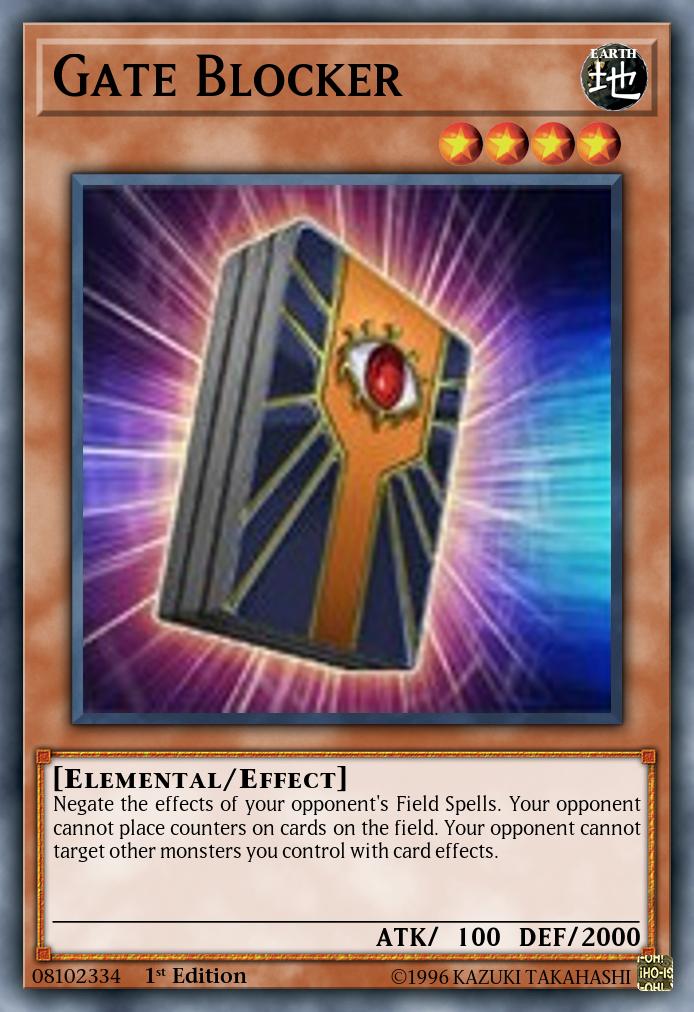 GATE BLOCKER
EARTH
地
[ELEMENTAL/EFFECT]
Negate the effects of your opponent's Field Spells. Your opponent
cannot place counters on cards on the field. Your opponent cannot
target other monsters you control with card effects.
ATK/ 100 DEF/2000
08102334 1st Edition ©1996 KAZUKI TAKAHASHI